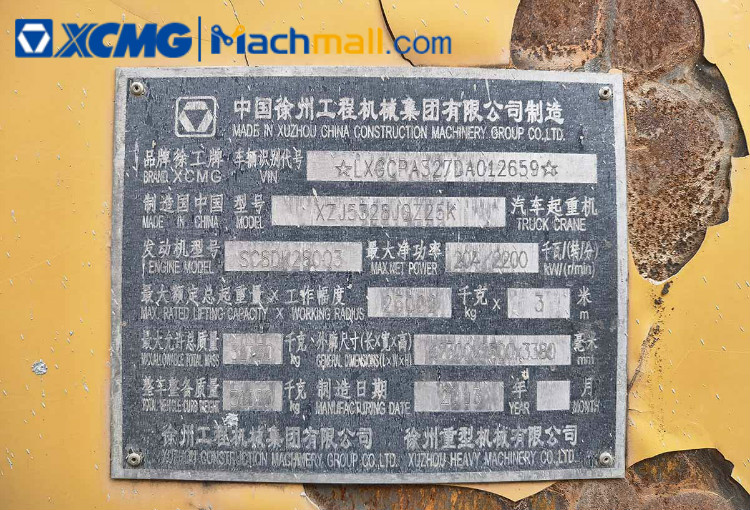 XCMG Machmall.com
中国徐州工程机械集团有限公司制造
MADE IN XUZHOU CHINA CONSTRUCTION MACHINERY GROUP CO.,LTD.
品牌 徐工牌 车辆识别代号 ☆LXGCPA327DA012659☆
BRAND XCMG VIN
制造国 中国 型号 XZJ5328JQZ25K 汽车起重机
MADE IN CHINA MODEL TRUCK CRANE
发动机型号 最大净功率 2200 千瓦/(转/分)
ENGINE MODEL MAX.WET POWER kW/(r/min)
最大额定总起重量×工作幅度 千克× 3 米
MAX. RATED LIFTING CAPACITY × WORKING RADIUS kg m
最大允许总质量 千克 外廓尺寸(长×宽×高) 毫米
ALLOWABLE TOTAL MASS kg GENERAL DIMENSIONS(L×W×H) mm
整车整备质量 千克 制造日期 年 月
VEHICLE CURB WEIGHT kg MANUFACTURING DATE YEAR MONTH
徐州工程机械集团有限公司 徐州重型机械有限公司
XUZHOU CONSTRUCTION MACHINERY GROUP CO.,LTD. XUZHOU HEAVY MACHINERY CO.,LTD